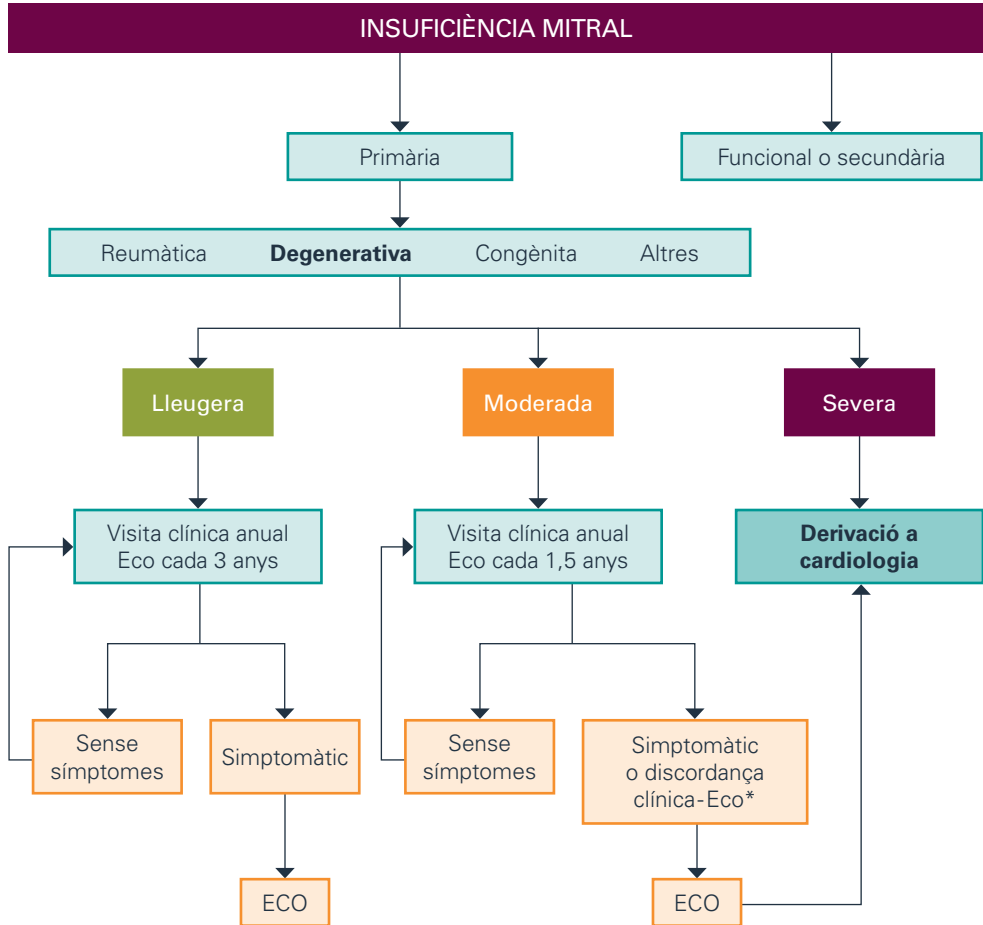 INSUFICIÈNCIA MITRAL
Primària
Funcional o secundària
Reumàtica Degenerativa Congènita Altres
Lleugera
Moderada
Severa
Visita clínica anual
Eco cada 3 anys
Visita clínica anual
Eco cada 1,5 anys
Derivació a
cardiologia
Sense
símptomes
Simptomàtic
Sense
símptomes
Simptomàtic
o discordança
clínica-Eco*
ECO
ECO